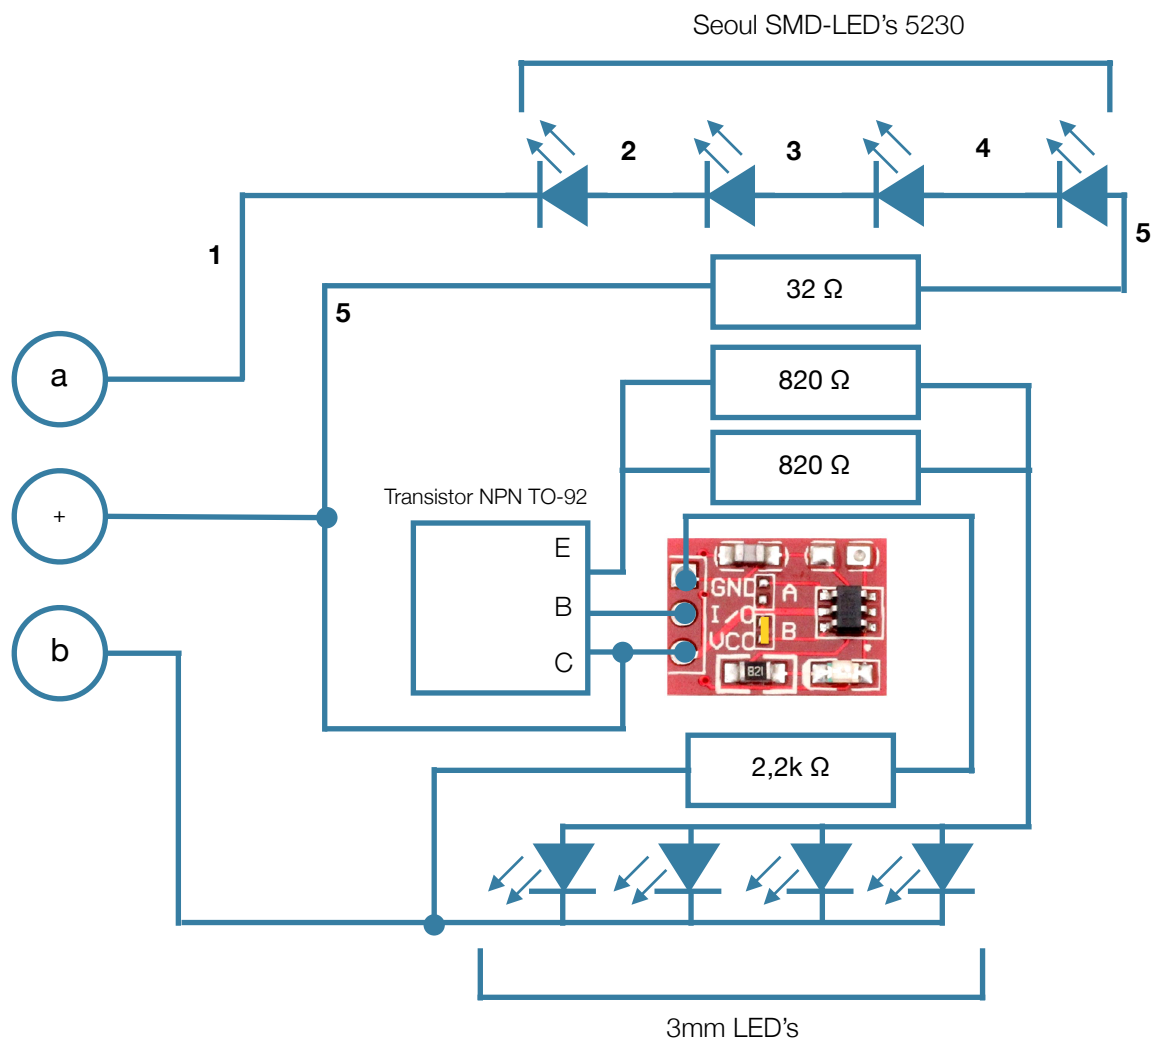 Seoul SMD-LED's 5230
2
3
4
1
5
5
32 Ω
a
820 Ω
820 Ω
+
Transistor NPN TO-92
E
B
C
GND
A
I/O
VCC
B
821
b
2,2k Ω
3mm LED's